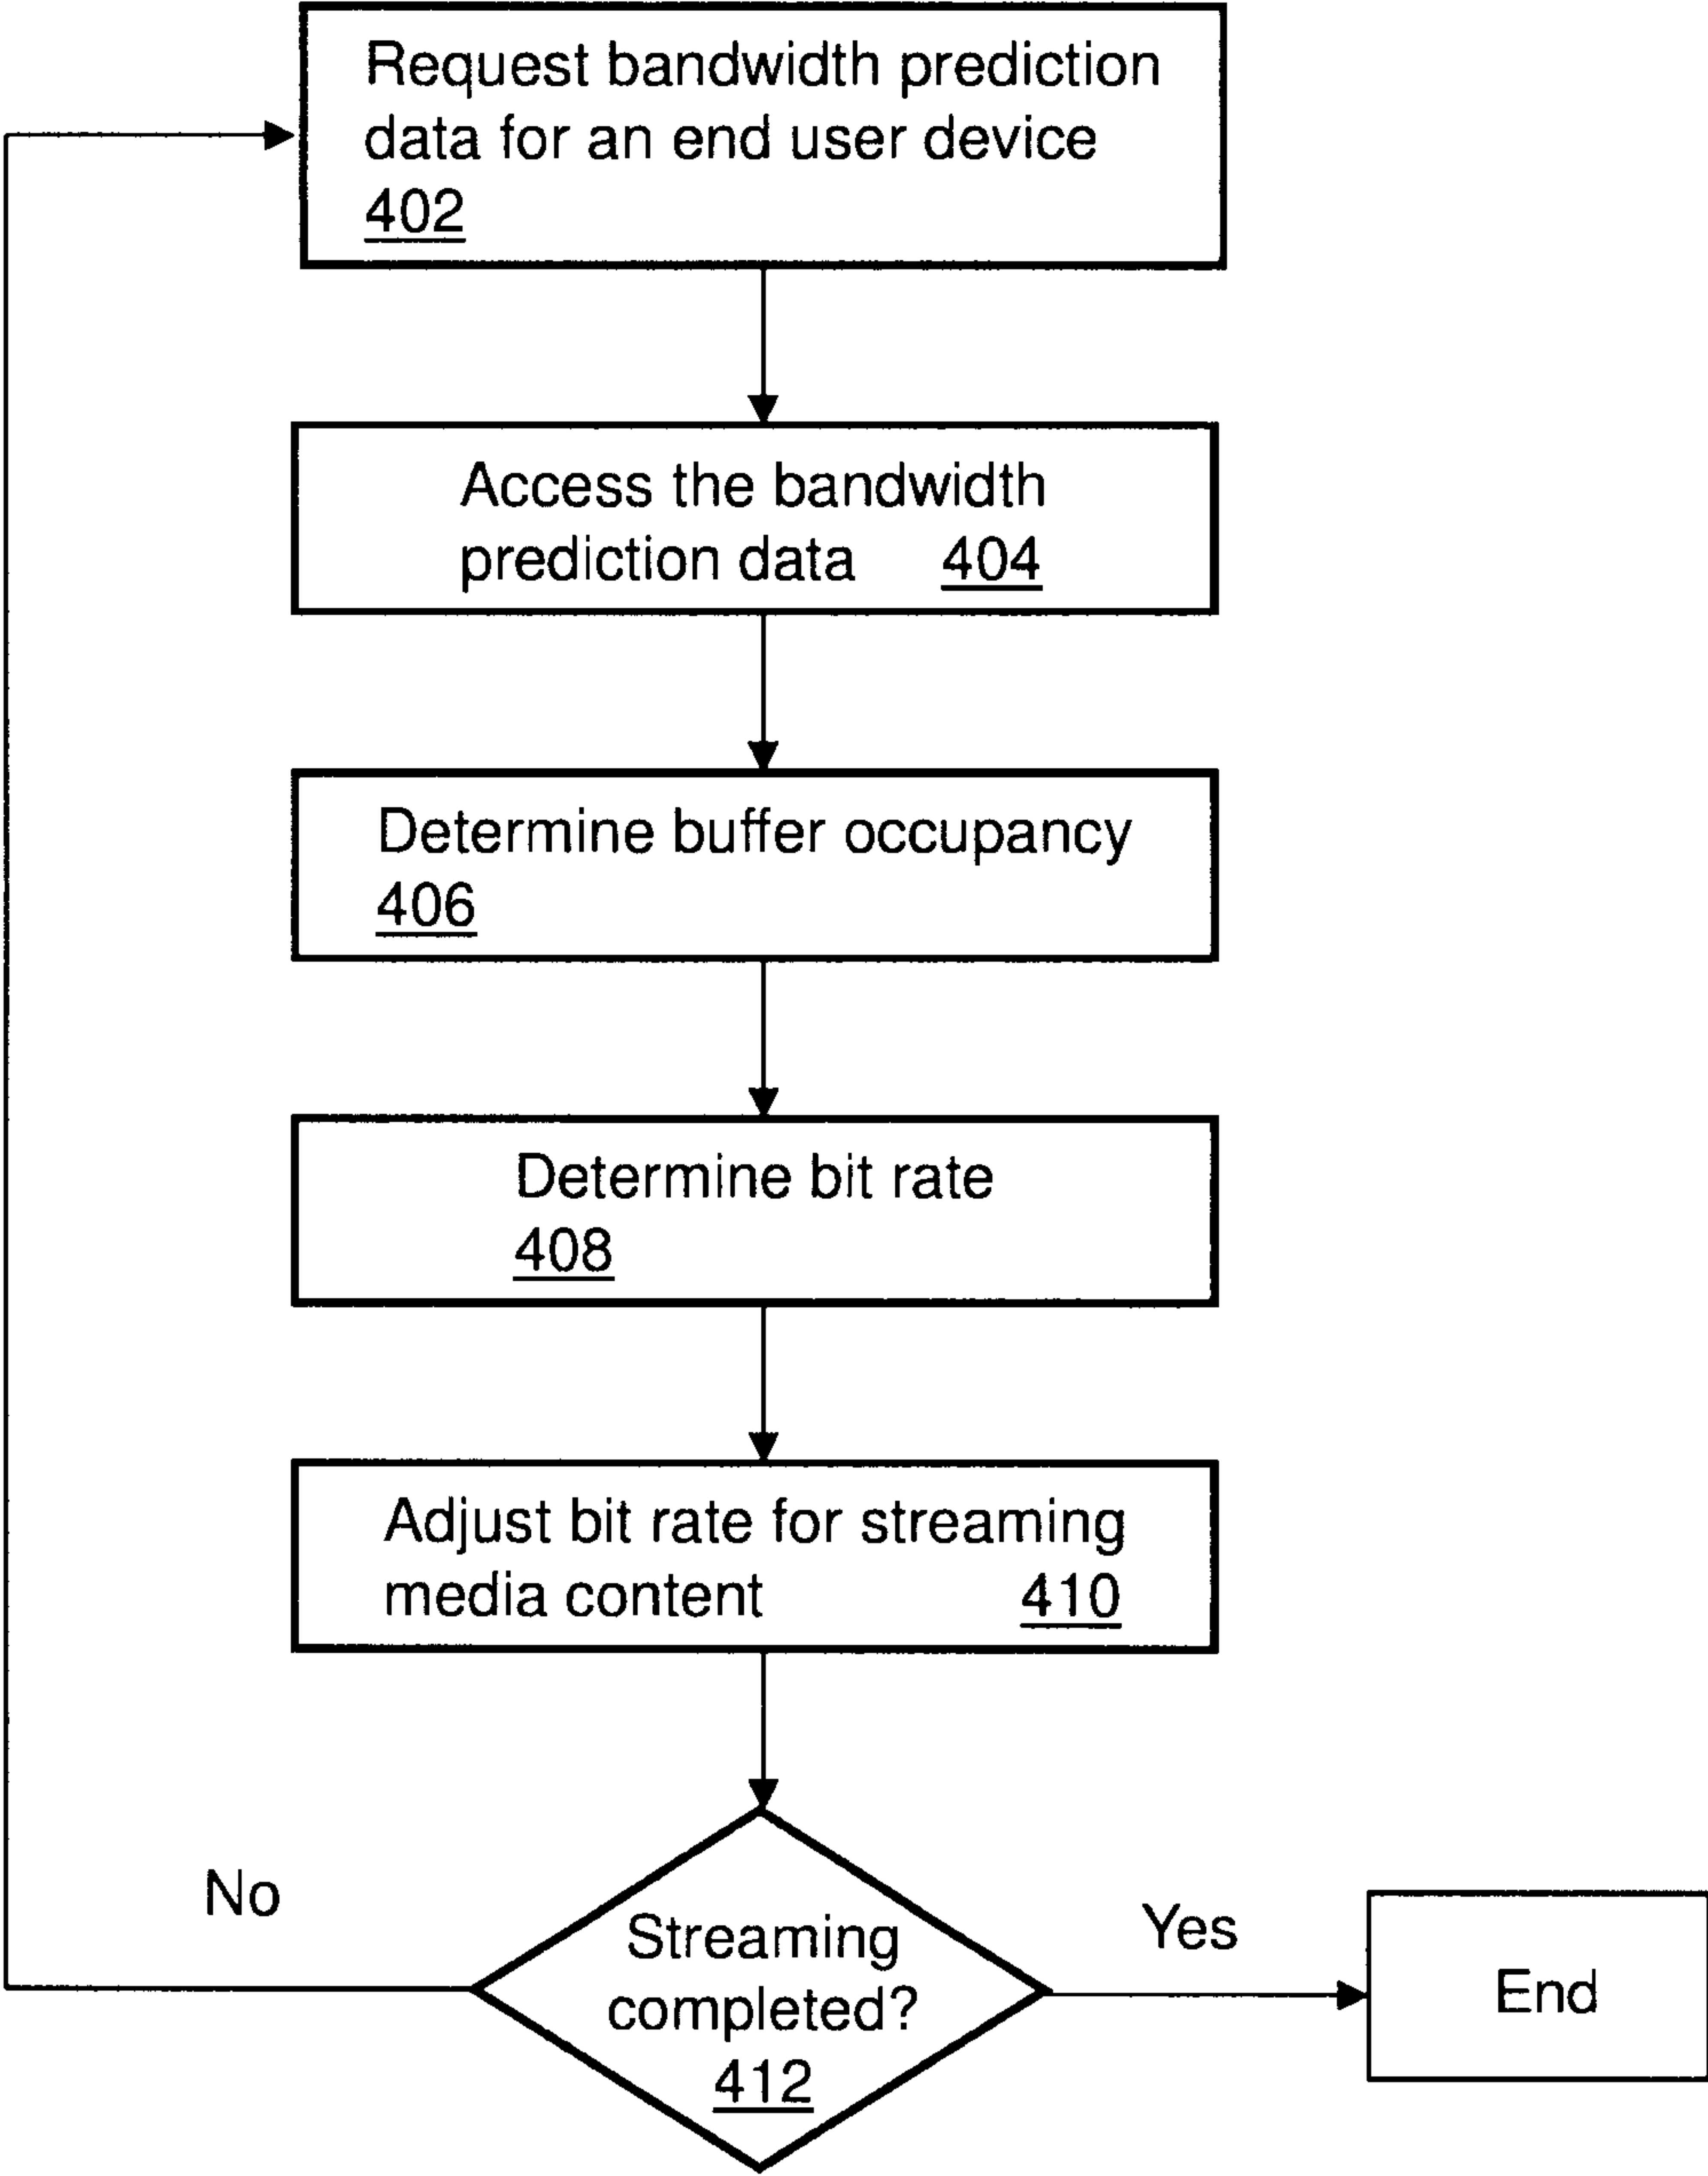 Request bandwidth prediction
data for an end user device
402
Access the bandwidth
prediction data 404
Determine buffer occupancy
406
Determine bit rate
408
Adjust bit rate for streaming
media content 410
No
Streaming
completed?
412
Yes
End